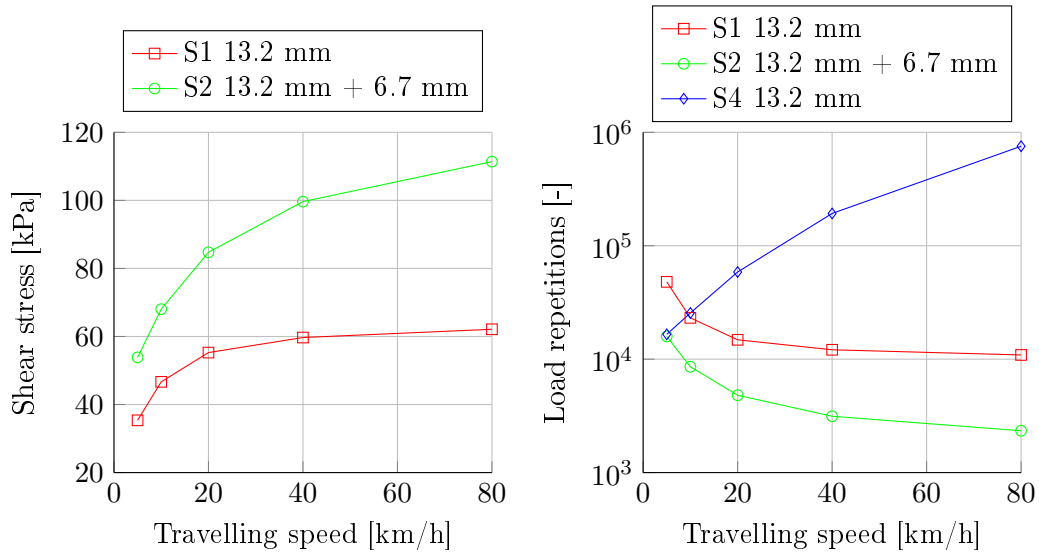 S1 13.2 mm
S2 13.2 mm + 6.7 mm
120
100
80
60
40
20
0
20
40
60
80
Shear stress [kPa]
Travelling speed [km/h]
S1 13.2 mm
S2 13.2 mm + 6.7 mm
S4 13.2 mm
10^6
10^5
10^4
10^3
0
20
40
60
80
Load repetitions [-]
Travelling speed [km/h]